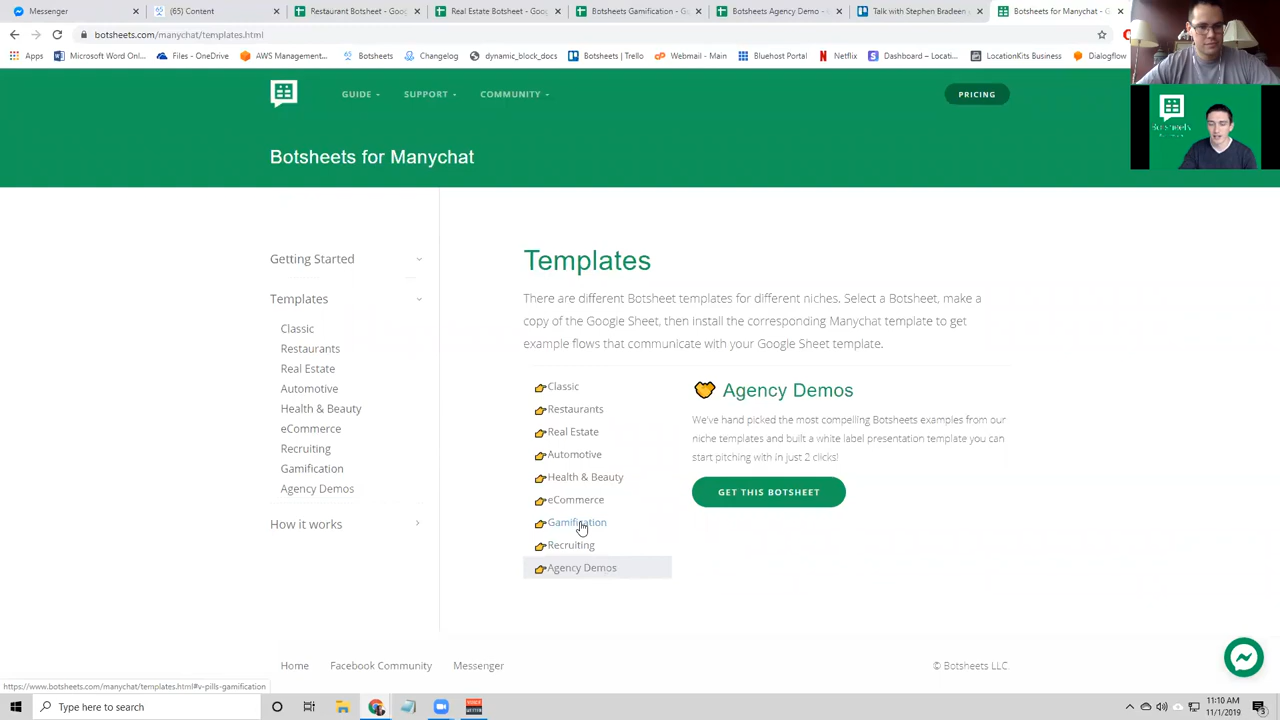 Messenger
(65) Content
Restaurant Botsheet - Goog
Real Estate Botsheet - Goog
Botsheets Gamification - Gu
Botsheets Agency Demo -
Talk with Stephen Braden
Botsheets for Manychat - G
botsheets.com/manychat/templates.html
Apps
Microsoft Word Onl...
Files - OneDrive
AWS Management...
Botsheets
Changelog
dynamic_block_docs
Botsheets | Trello
Webmail - Main
Bluehost Portal
Netflix
Dashboard – Locati...
LocationKits Business
Dialogflow
GUIDE
SUPPORT
COMMUNITY
PRICING
Botsheets for Manychat
Getting Started
Templates
Classic
Restaurants
Real Estate
Automotive
Health & Beauty
eCommerce
Recruiting
Gamification
Agency Demos
How it works
Templates
There are different Botsheet templates for different niches. Select a Botsheet, make a
copy of the Google Sheet, then install the corresponding Manychat template to get
example flows that communicate with your Google Sheet template.
Classic
Restaurants
Real Estate
Automotive
Health & Beauty
eCommerce
Gamification
Recruiting
Agency Demos
Agency Demos
We've hand picked the most compelling Botsheets examples from our
niche templates and built a white label presentation template you can
start pitching with in just 2 clicks!
GET THIS BOTSHEET
Home
Facebook Community
Messenger
© Botsheets LLC.
https://www.botsheets.com/manychat/templates.html#v-pills-gamification
Type here to search
11:10 AM
11/1/2019